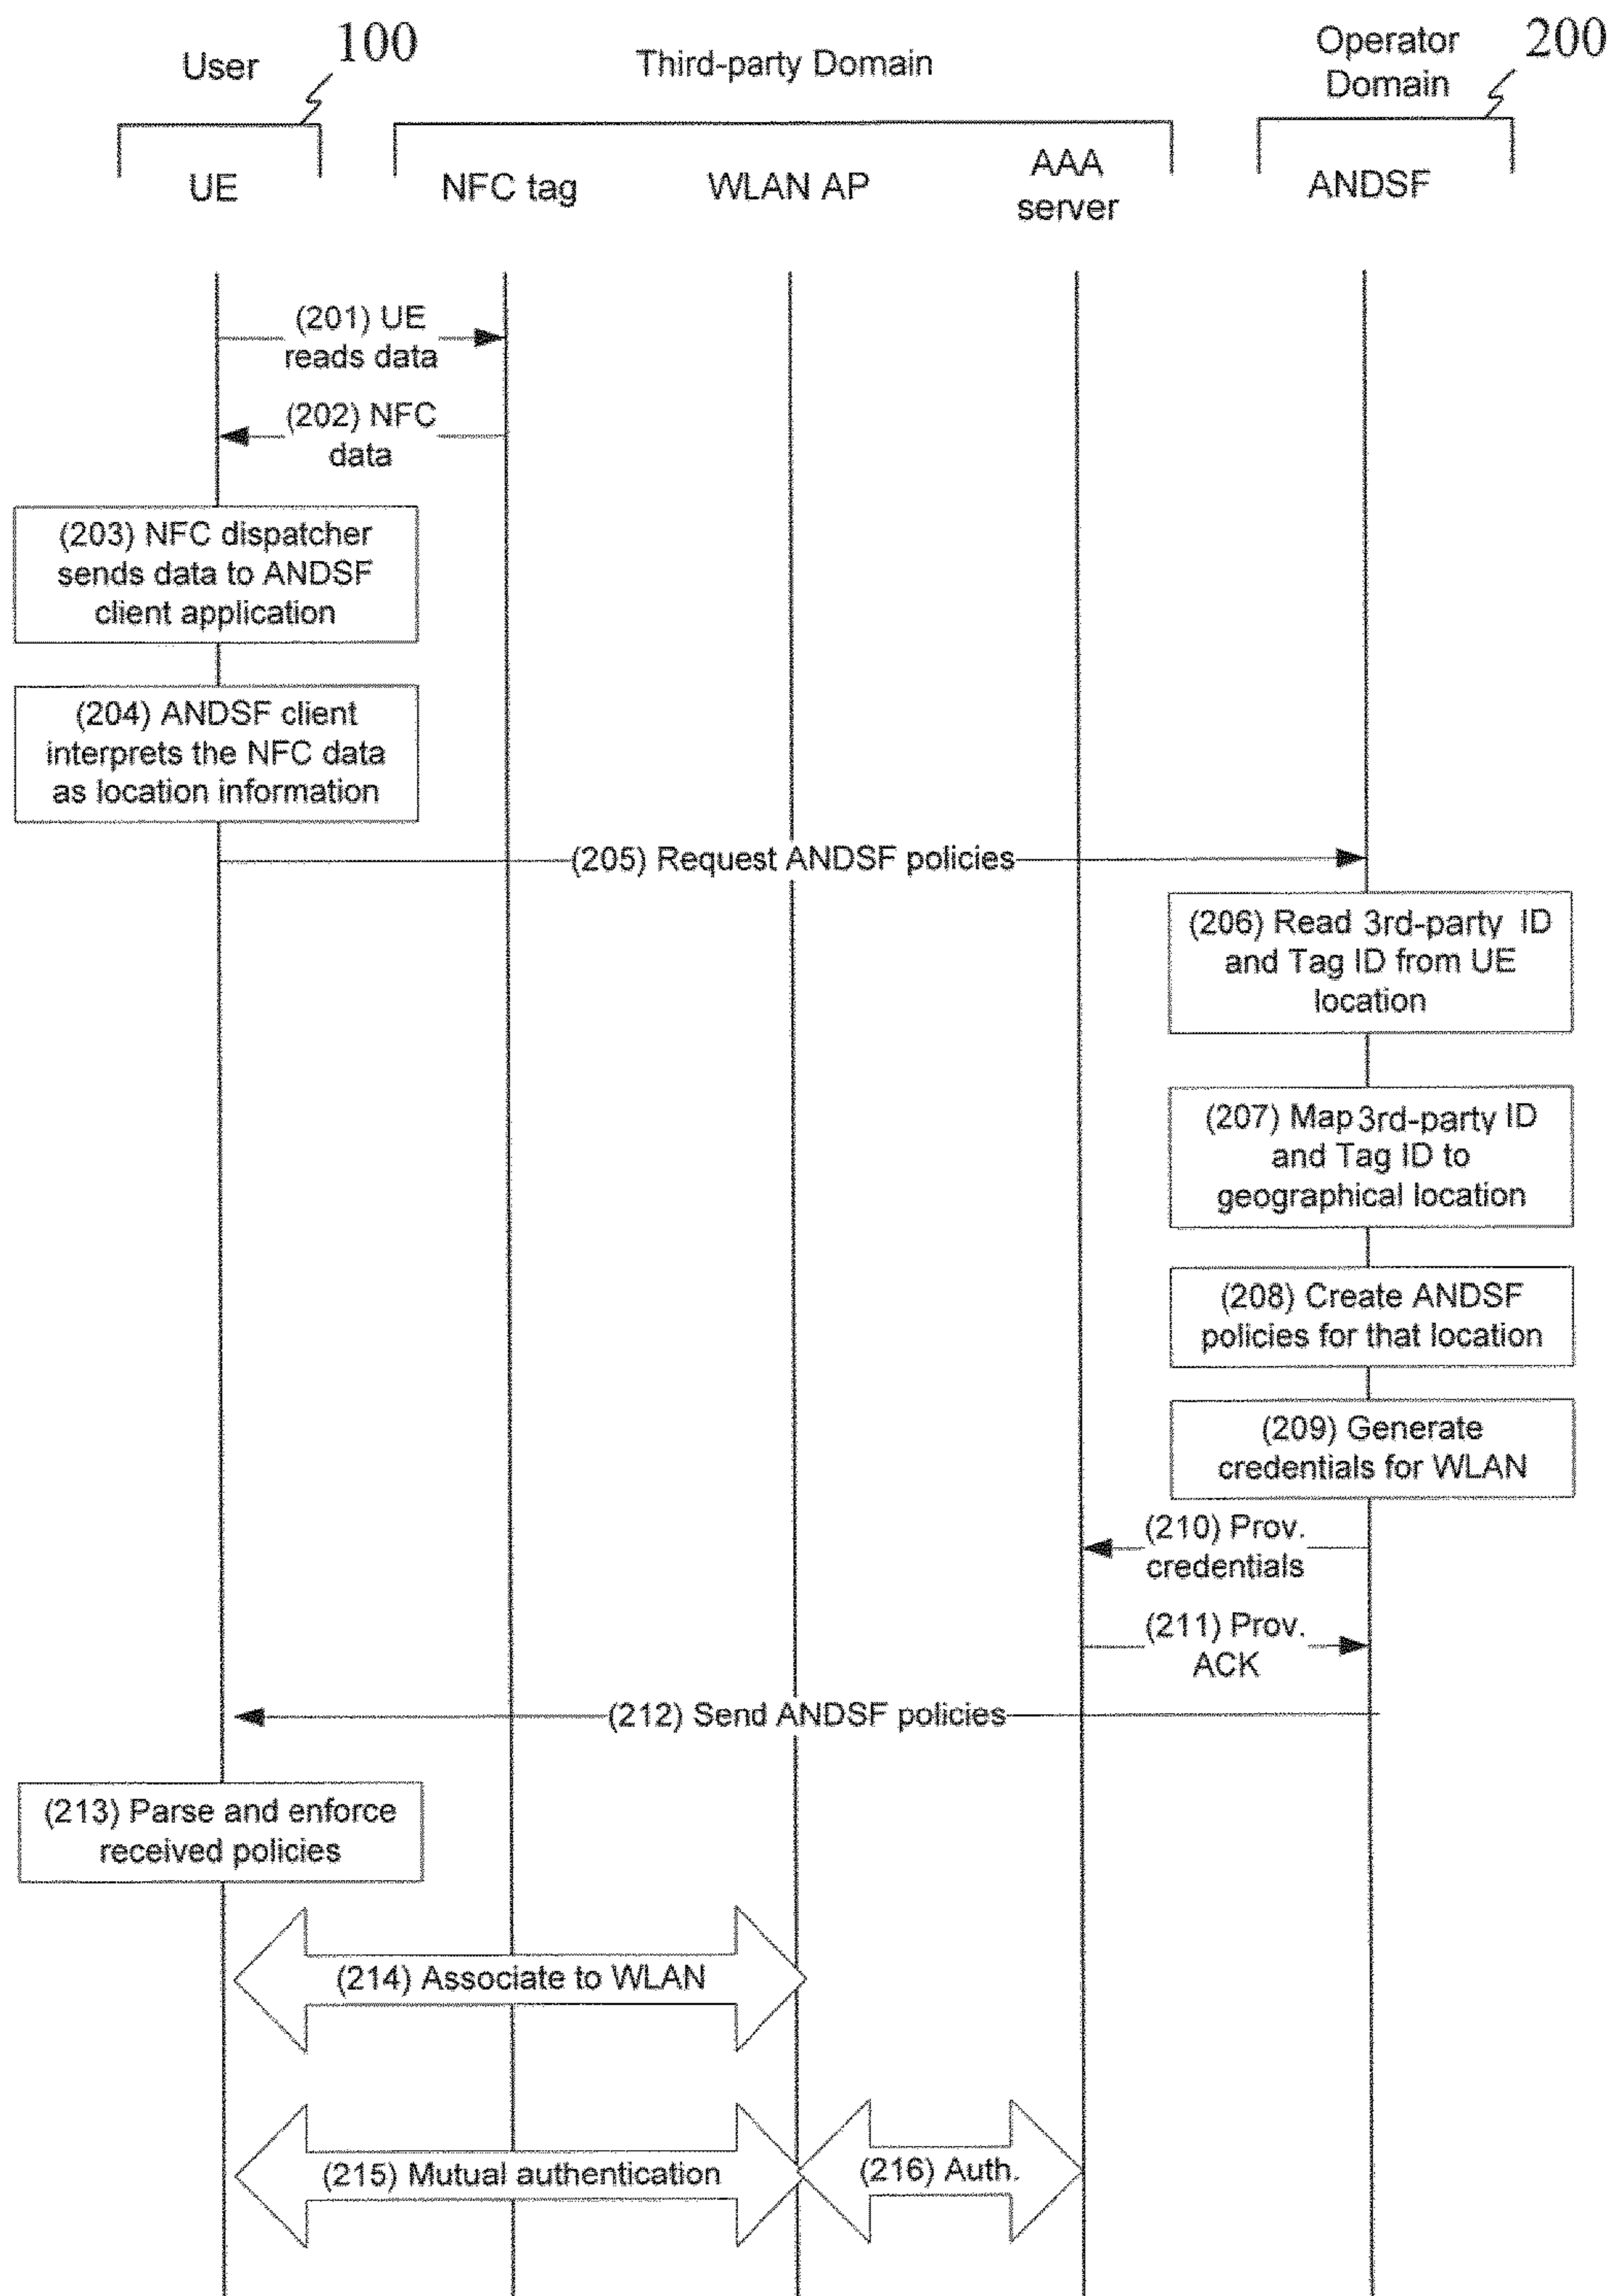 User
100
Third-party Domain
Operator
Domain
200
UE
NFC tag
WLAN AP
AAA
server
ANDSF
(201) UE
reads data
(202) NFC
data
(203) NFC dispatcher
sends data to ANDSF
client application
(204) ANDSF client
interprets the NFC data
as location information
(205) Request ANDSF policies
(206) Read 3rd-party ID
and Tag ID from UE
location
(207) Map 3rd-party ID
and Tag ID to
geographical location
(208) Create ANDSF
policies for that location
(209) Generate
credentials for WLAN
(210) Prov.
credentials
(211) Prov.
ACK
(212) Send ANDSF policies
(213) Parse and enforce
received policies
(214) Associate to WLAN
(215) Mutual authentication
(216) Auth.